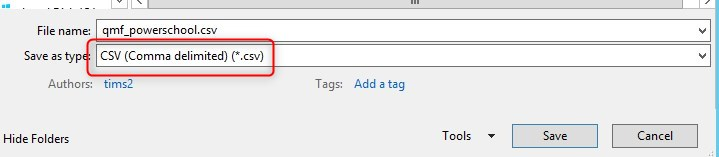 File name: qmf_powerschool.csv
Save as type: CSV (Comma delimited) (*.csv)
Authors: tims2 Tags: Add a tag
Hide Folders Tools Save Cancel